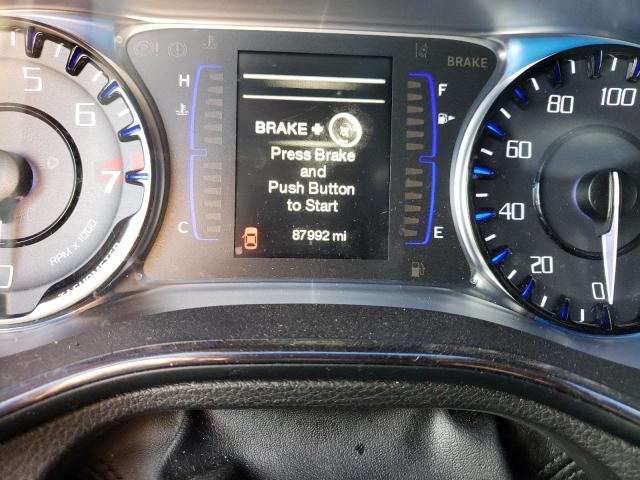 5
6
7
RPM x 1000
TACHOMETER
H
C
BRAKE +
Press Brake
and
Push Button
to Start
87992 mi
BRAKE
F
E
0
20
40
60
80
100